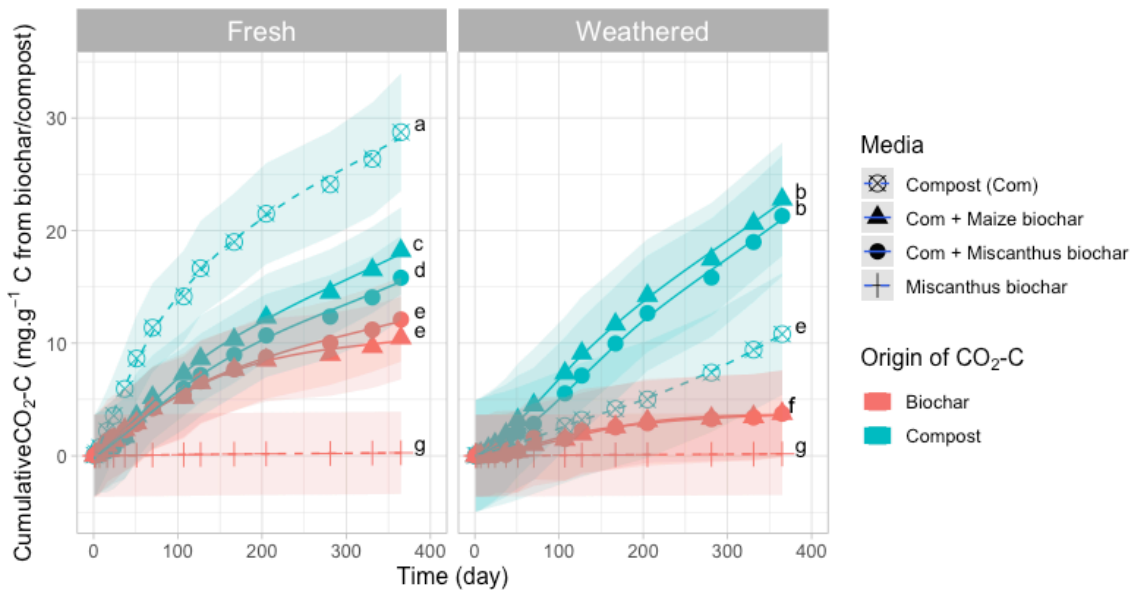 Fresh
Weathered
CumulativeCO₂-C (mg.g⁻¹ C from biochar/compost)
30
20
10
0
a
c
d
e
e
g
b
b
e
f
g
0 100 200 300 400
0 100 200 300 400
Time (day)
Media
Compost (Com)
Com + Maize biochar
Com + Miscanthus biochar
Miscanthus biochar
Origin of CO₂-C
Biochar
Compost